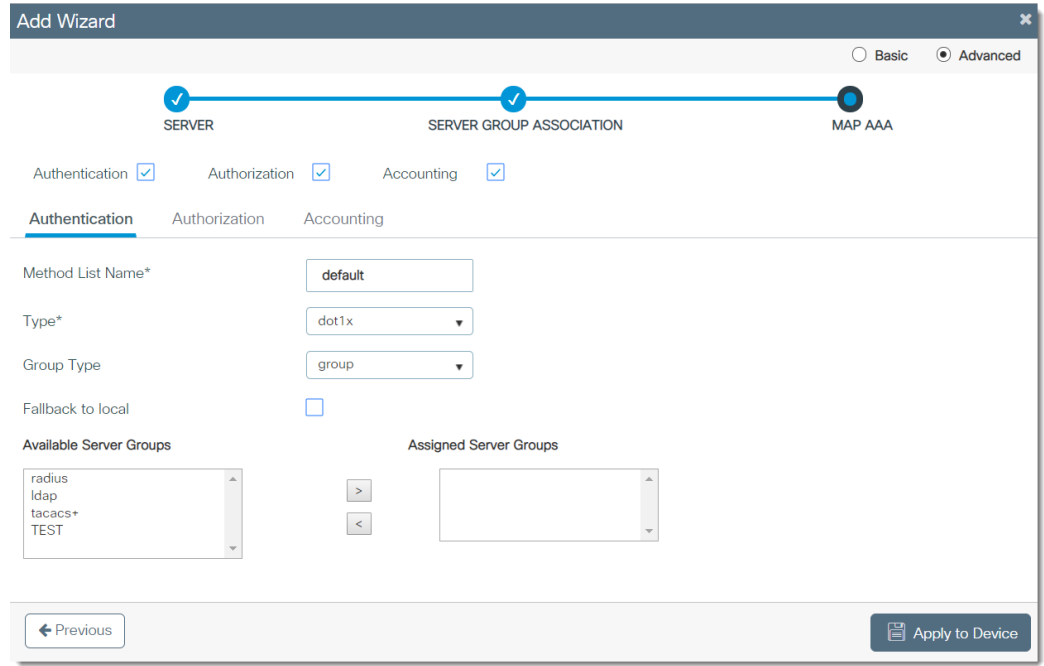 Add Wizard
Basic Advanced
SERVER SERVER GROUP ASSOCIATION MAP AAA
Authentication Authorization Accounting
Authentication Authorization Accounting
Method List Name* default
Type* dot1x
Group Type group
Fallback to local
Available Server Groups Assigned Server Groups
radius
ldap
tacacs+
TEST
>
<
Previous Apply to Device